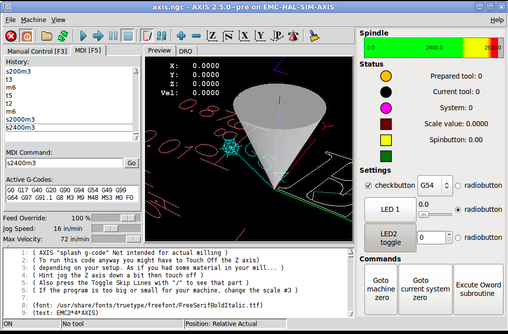 axis.ngc - AXIS 2.5.0~pre on EMC-HAL-SIM-AXIS
File Machine View Help
Manual Control [F3] MDI [F5]
History:
s200m3
t3
m6
t5
t2
m6
s2000m3
s2400m3
MDI Command:
s2400m3 Go
Active G-Codes:
G0 G17 G40 G20 G90 G94 G54 G49 G99
G64 G97 G91.1 G8 M3 M9 M48 M53 M0 F0
Feed Override: 100 %
Jog Speed: 16 in/min
Max Velocity: 72 in/min
Preview DRO
X: 0.0000
Y: 0.0000
Z: 0.0000
Vel: 0.0000
Spindle
0.0 2400.0 2500.0
Status
Prepared tool: 0
Current tool: 0
System: 0
Scale value: 0.0000
Spinbutton: 0.00
Settings
checkbutton G54 radiobutton
LED 1 0.0 radiobutton
LED2
toggle 0 radiobutton
Commands
Goto
machine
zero
Goto
current system
zero
Excute Oword
subroutine
1: ( AXIS "splash g-code" Not intended for actual milling )
2: ( To run this code anyway you might have to Touch Off the Z axis)
3: ( depending on your setup. As if you had some material in your mill... )
4: ( Hint jog the Z axis down a bit then touch off )
5: ( Also press the Toggle Skip Lines with "/" to see that part )
6: ( If the program is too big or small for your machine, change the scale #3 )
7:
8: (font: /usr/share/fonts/truetype/freefont/FreeSerifBoldItalic.ttf)
9: (text: EMC2*4*AXIS)
ON No tool Position: Relative Actual